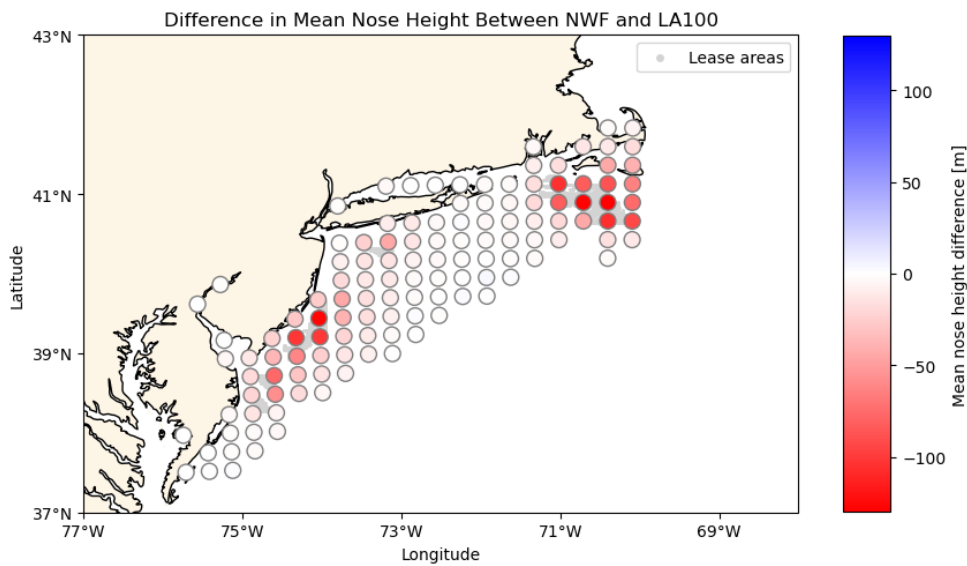 Difference in Mean Nose Height Between NWF and LA100
43°N
41°N
39°N
37°N
Latitude
77°W
75°W
73°W
71°W
69°W
Longitude
Lease areas
100
50
0
−50
−100
Mean nose height difference [m]